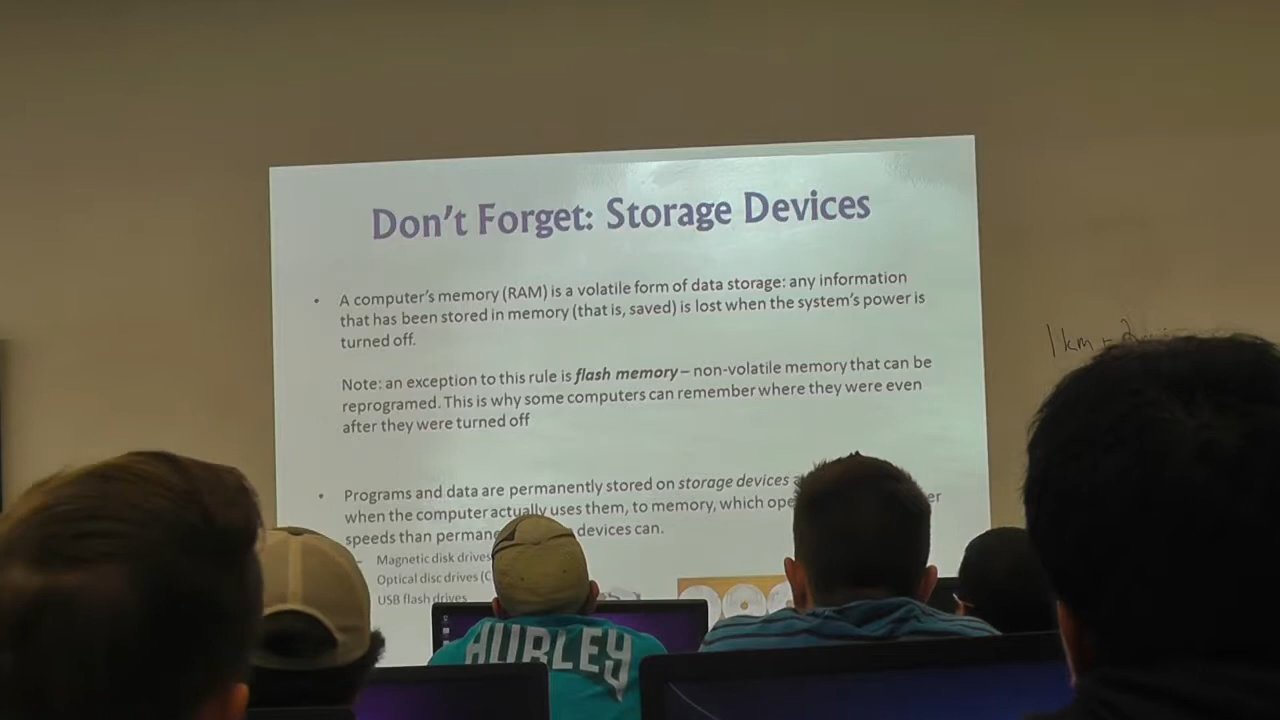 Don't Forget: Storage Devices
• A computer's memory (RAM) is a volatile form of data storage: any information
that has been stored in memory (that is, saved) is lost when the system's power is
turned off.
Note: an exception to this rule is flash memory – non-volatile memory that can be
reprogramed. This is why some computers can remember where they were even
after they were turned off
• Programs and data are permanently stored on storage devices
when the computer actually uses them, to memory, which
speeds than devices can.
– Magnetic disk drives
Optical disc drives (C
USB flash drives
1km + 2
HURLEY